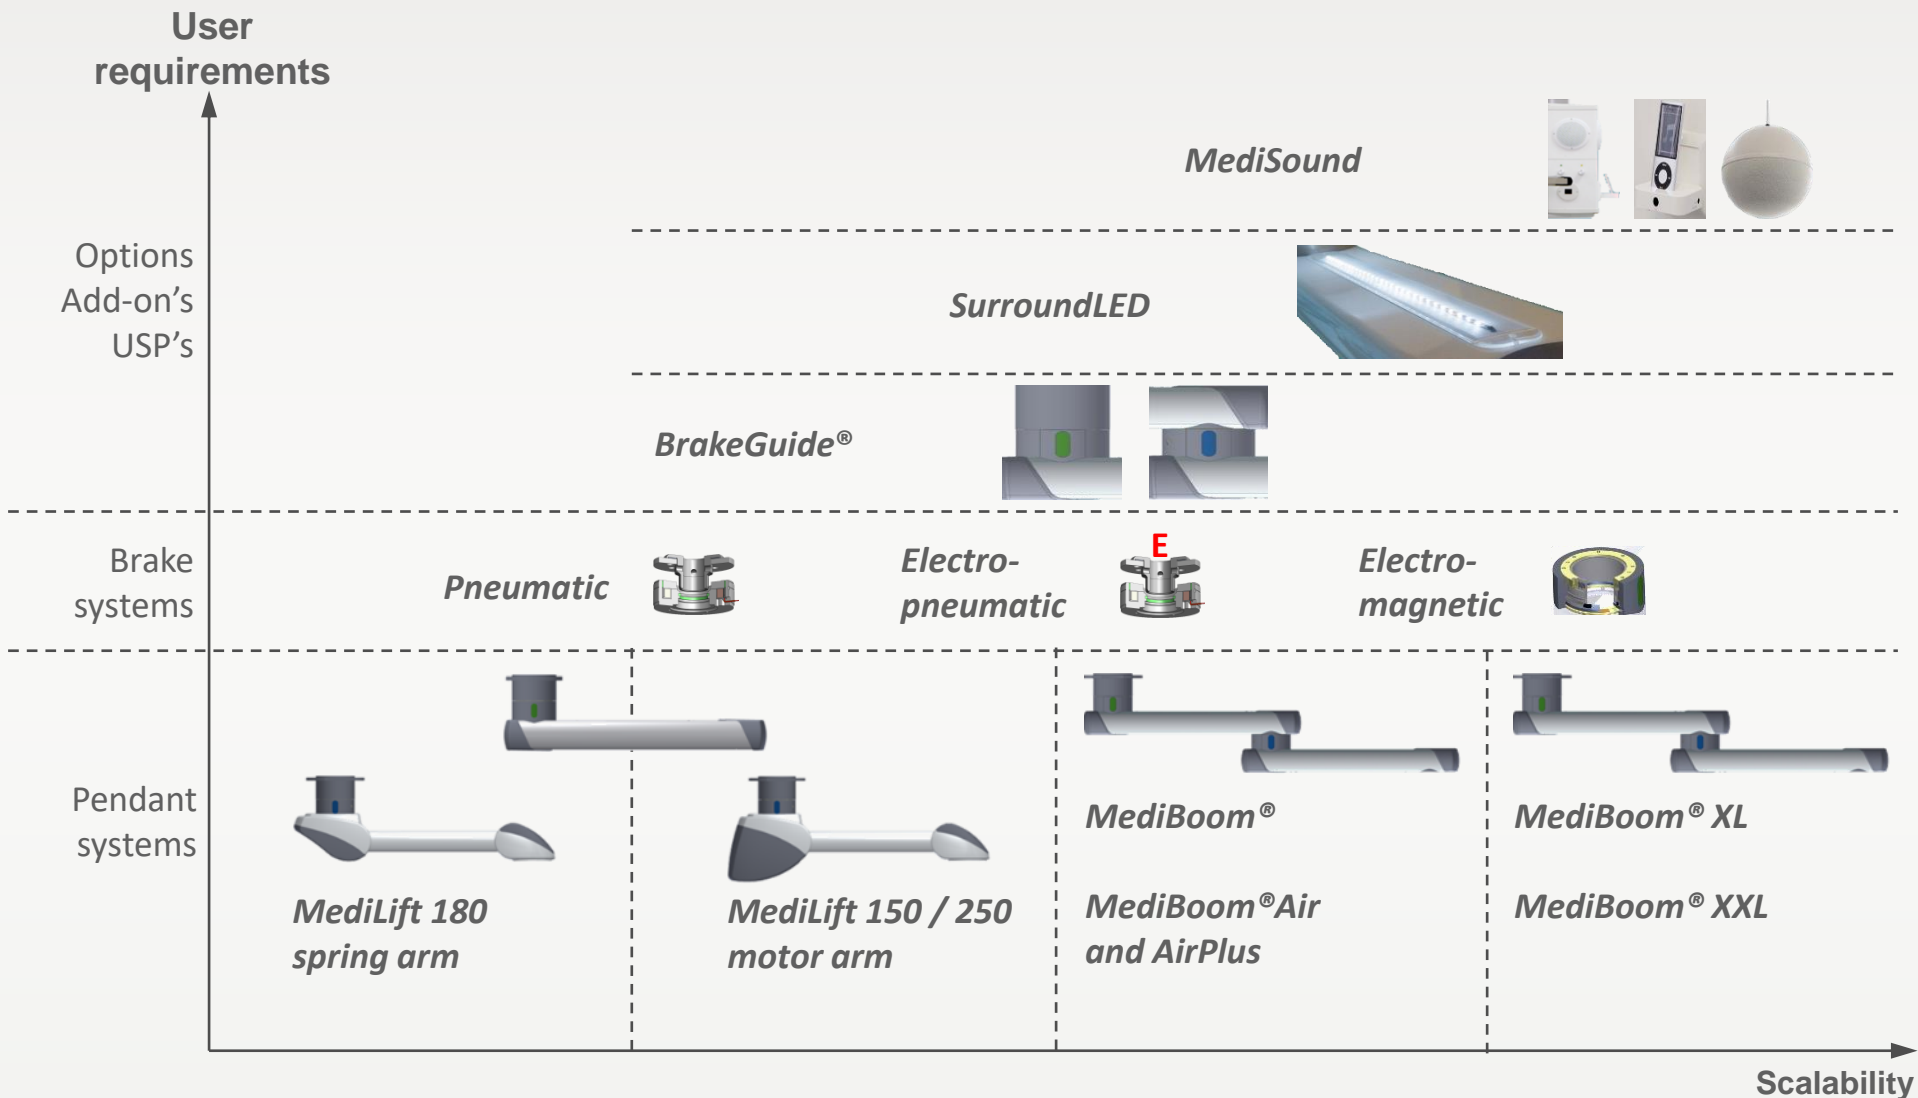 User
requirements
MediSound
Options
Add-on’s
USP’s
SurroundLED
BrakeGuide®
Brake
systems
Pneumatic
Electro-
pneumatic
E
Electro-
magnetic
Pendant
systems
MediLift 180
spring arm
MediLift 150 / 250
motor arm
MediBoom®
MediBoom®Air
and AirPlus
MediBoom® XL
MediBoom® XXL
Scalability